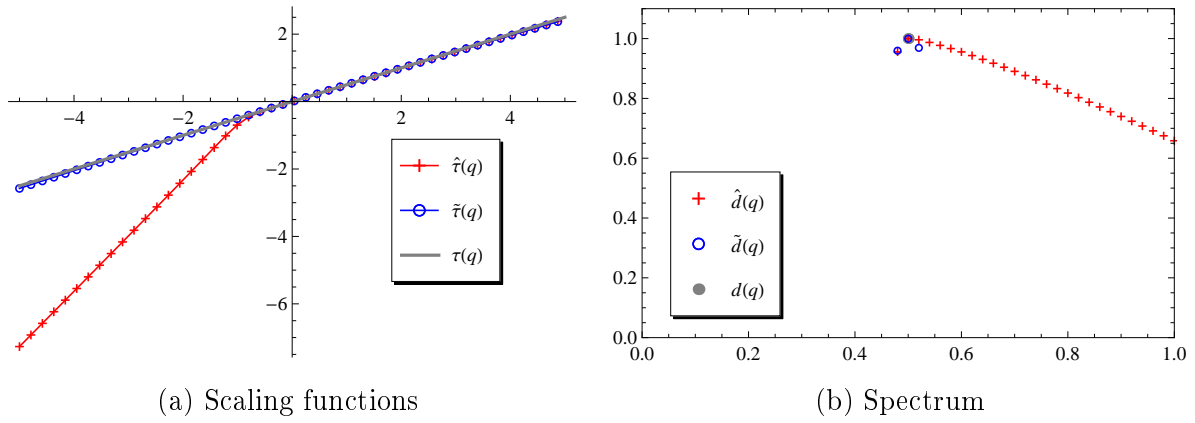 2
−4
−2
2
4
−2
−4
−6
τ̂(q)
τ̃(q)
τ(q)
(a) Scaling functions
1.0
0.8
0.6
0.4
0.2
0.0
0.0
0.2
0.4
0.6
0.8
1.0
d̂(q)
d̃(q)
d(q)
(b) Spectrum